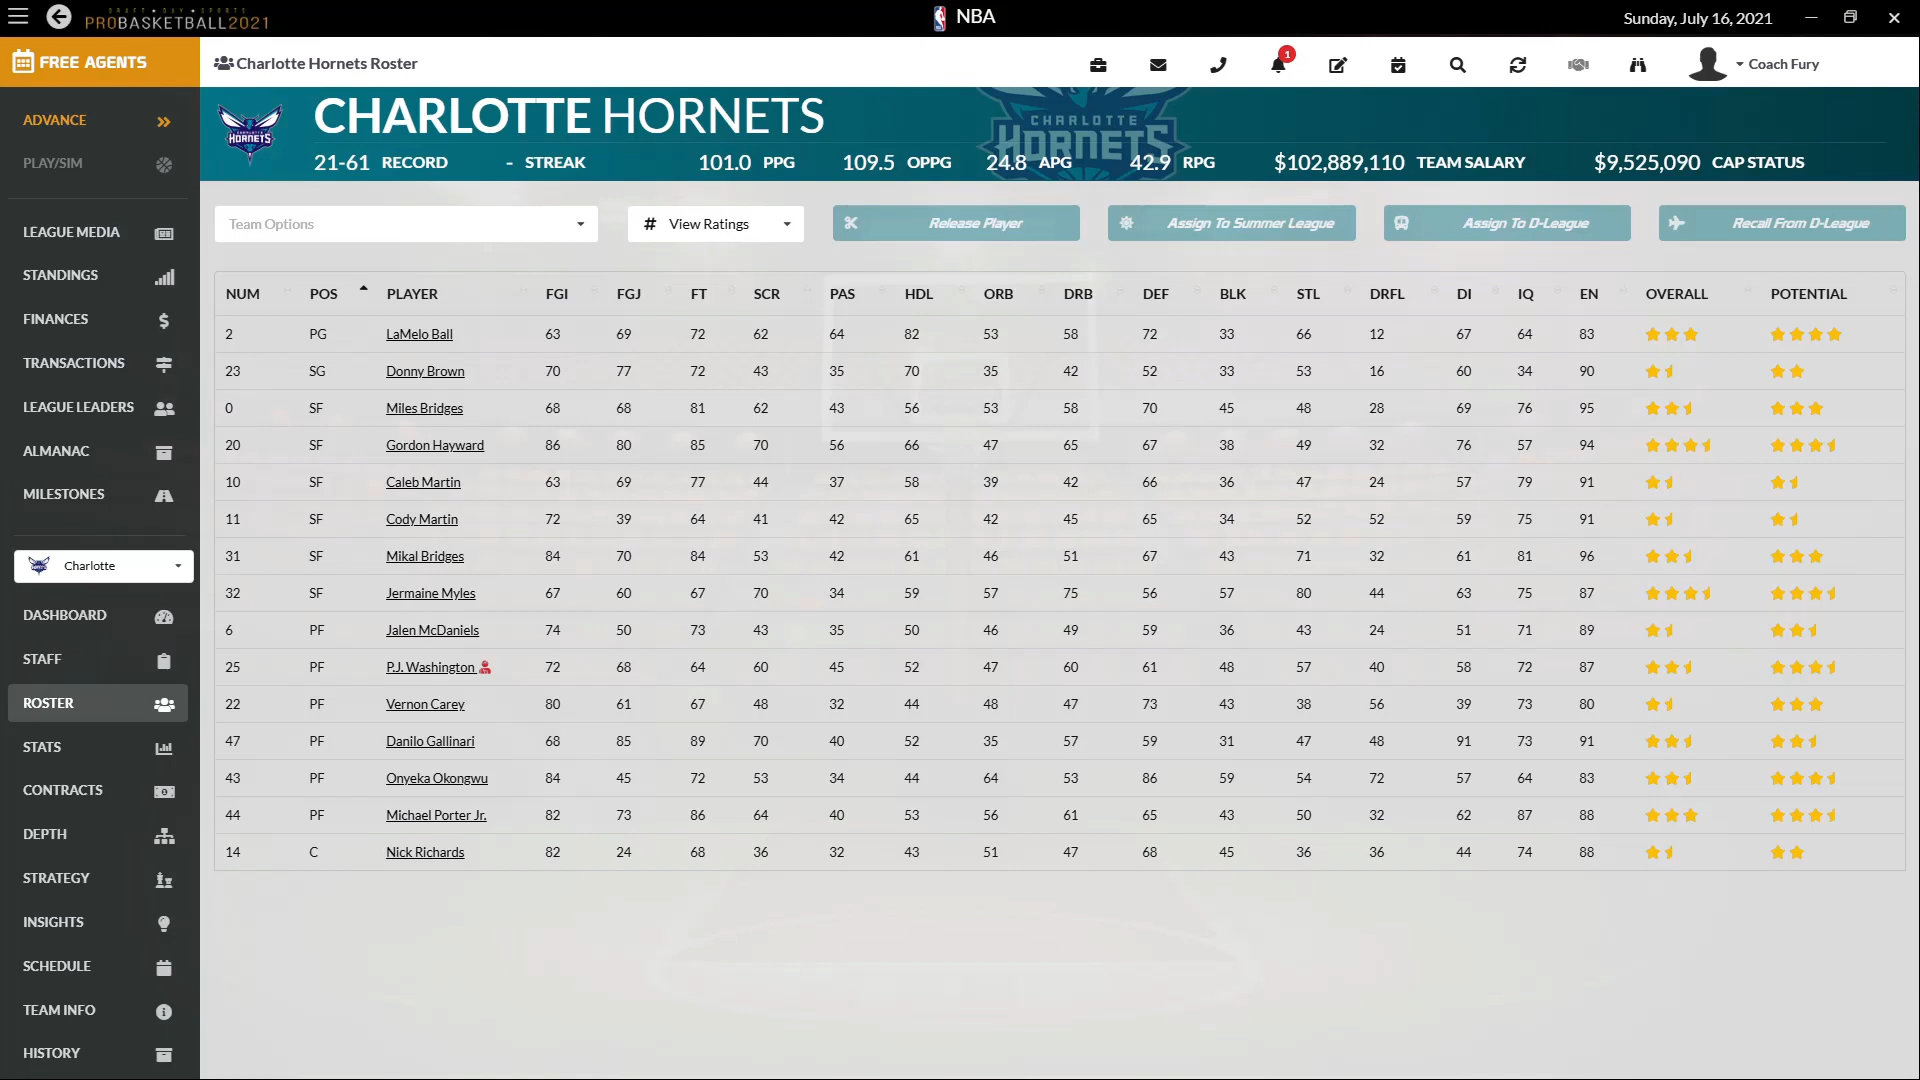 DRAFT • DAY • SPORTS
PROBASKETBALL2021
NBA
Sunday, July 16, 2021
FREE AGENTS
Charlotte Hornets Roster
1
Coach Fury
CHARLOTTE HORNETS
CHARLOTTE
HORNETS
HORNETS
21-61 RECORD - STREAK 101.0 PPG 109.5 OPPG 24.8 APG 42.9 RPG $102,889,110 TEAM SALARY $9,525,090 CAP STATUS
Team Options
# View Ratings
Release Player
Assign To Summer League
Assign To D-League
Recall From D-League
ADVANCE
PLAY/SIM
LEAGUE MEDIA
STANDINGS
FINANCES
TRANSACTIONS
LEAGUE LEADERS
ALMANAC
MILESTONES
Charlotte
DASHBOARD
STAFF
ROSTER
STATS
CONTRACTS
DEPTH
STRATEGY
INSIGHTS
SCHEDULE
TEAM INFO
HISTORY
NUM POS PLAYER FGI FGJ FT SCR PAS HDL ORB DRB DEF BLK STL DRFL DI IQ EN OVERALL POTENTIAL
2 PG LaMelo Ball 63 69 72 62 64 82 53 58 72 33 66 12 67 64 83
23 SG Donny Brown 70 77 72 43 35 70 35 42 52 33 53 16 60 34 90
0 SF Miles Bridges 68 68 81 62 43 56 53 58 70 45 48 28 69 76 95
20 SF Gordon Hayward 86 80 85 70 56 66 47 65 67 38 49 32 76 57 94
10 SF Caleb Martin 63 69 77 44 37 58 39 42 66 36 47 24 57 79 91
11 SF Cody Martin 72 39 64 41 42 65 42 45 65 34 52 52 59 75 91
31 SF Mikal Bridges 84 70 84 53 42 61 46 51 67 43 71 32 61 81 96
32 SF Jermaine Myles 67 60 67 70 34 59 57 75 56 57 80 44 63 75 87
6 PF Jalen McDaniels 74 50 73 43 35 50 46 49 59 36 43 24 51 71 89
25 PF P.J. Washington 72 68 64 60 45 52 47 60 61 48 57 40 58 72 87
22 PF Vernon Carey 80 61 67 48 32 44 48 47 73 43 38 56 39 73 80
47 PF Danilo Gallinari 68 85 89 70 40 52 35 57 59 31 47 48 91 73 91
43 PF Onyeka Okongwu 84 45 72 53 34 44 64 53 86 59 54 72 57 64 83
44 PF Michael Porter Jr. 82 73 86 64 40 53 56 61 65 43 50 32 62 87 88
14 C Nick Richards 82 24 68 36 32 43 51 47 68 45 36 36 44 74 88